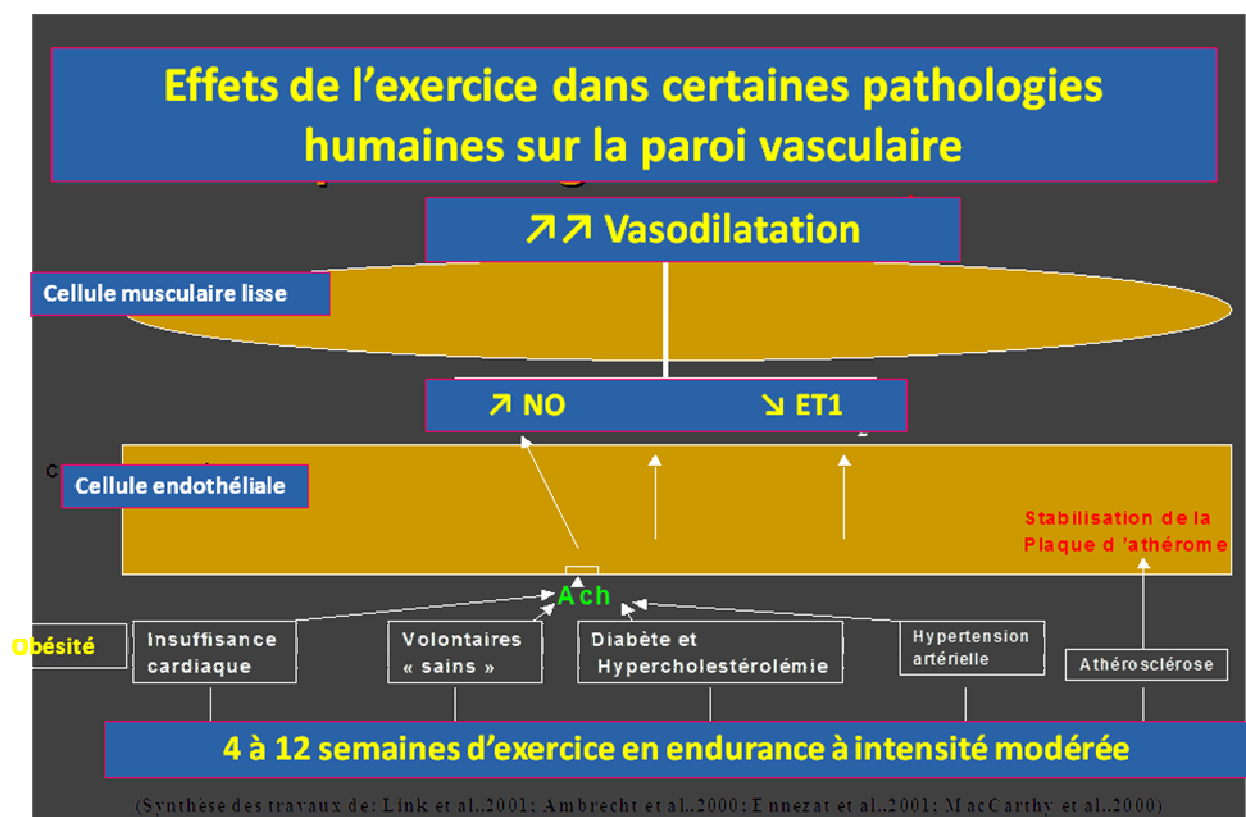 Effets de l’exercice dans certaines pathologies
humaines sur la paroi vasculaire
↗↗ Vasodilatation
Cellule musculaire lisse
↗ NO ↘ ET1
Cellule endothéliale
Stabilisation de la
Plaque d ’athérome
Ach
Obésité
Insuffisance
cardiaque
Volontaires
« sains »
Diabète et
Hypercholestérolémie
Hypertension
artérielle
Athérosclérose
4 à 12 semaines d’exercice en endurance à intensité modérée
(Synthèse des travaux de: Link et al..2001; Ambrecht et al..2000; Ennezat et al..2001; MacCarthy et al..2000)